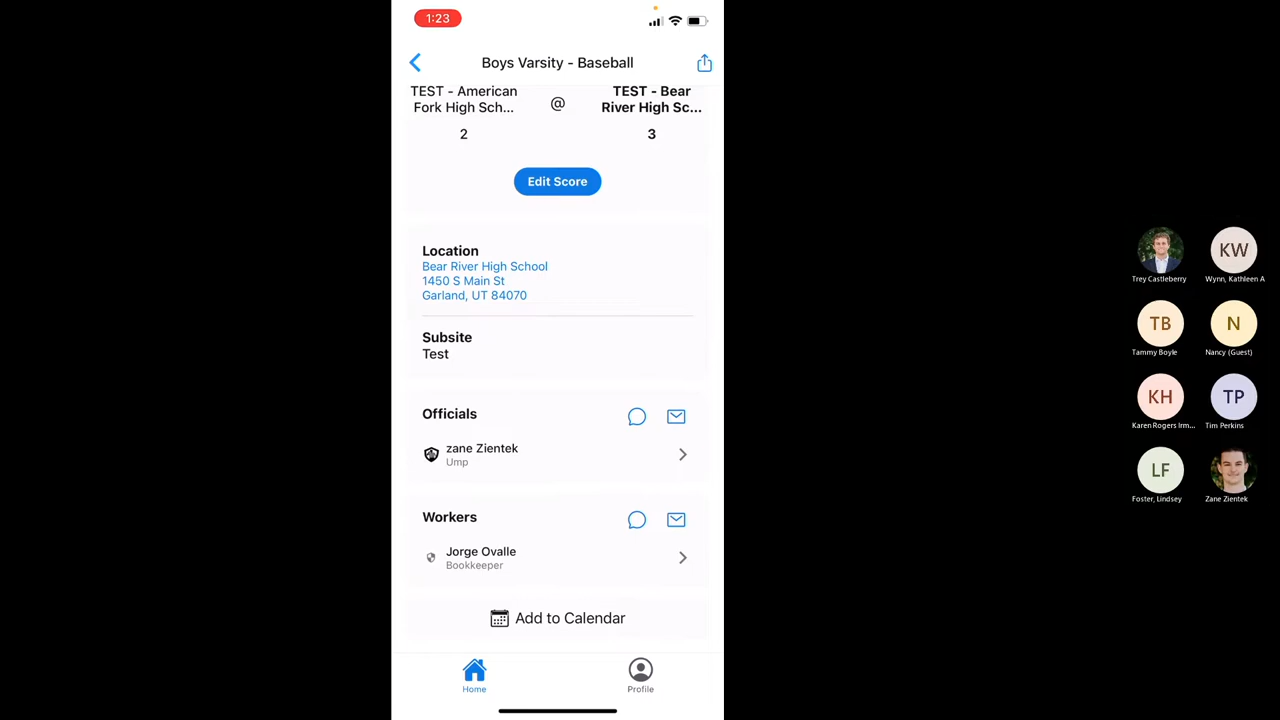 1:23
Boys Varsity - Baseball
TEST - American
Fork High Sch...
@
TEST - Bear
River High Sc...
2
3
Edit Score
Location
Bear River High School
1450 S Main St
Garland, UT 84070
Subsite
Test
Officials
zane Zientek
Ump
Workers
Jorge Ovalle
Bookkeeper
Add to Calendar
Home
Profile
Trey Castleberry
KW
Wynn, Kathleen A
TB
Tammy Boyle
N
Nancy (Guest)
KH
Karen Rogers Irm...
TP
Tim Perkins
LF
Foster, Lindsey
Zane Zientek